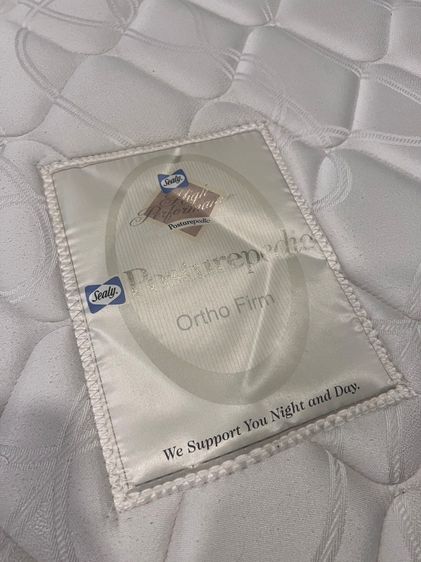 Sealy.
High
Performance
Posturepedic
Sealy. Posturepedic
Ortho Firm
We Support You Night and Day.